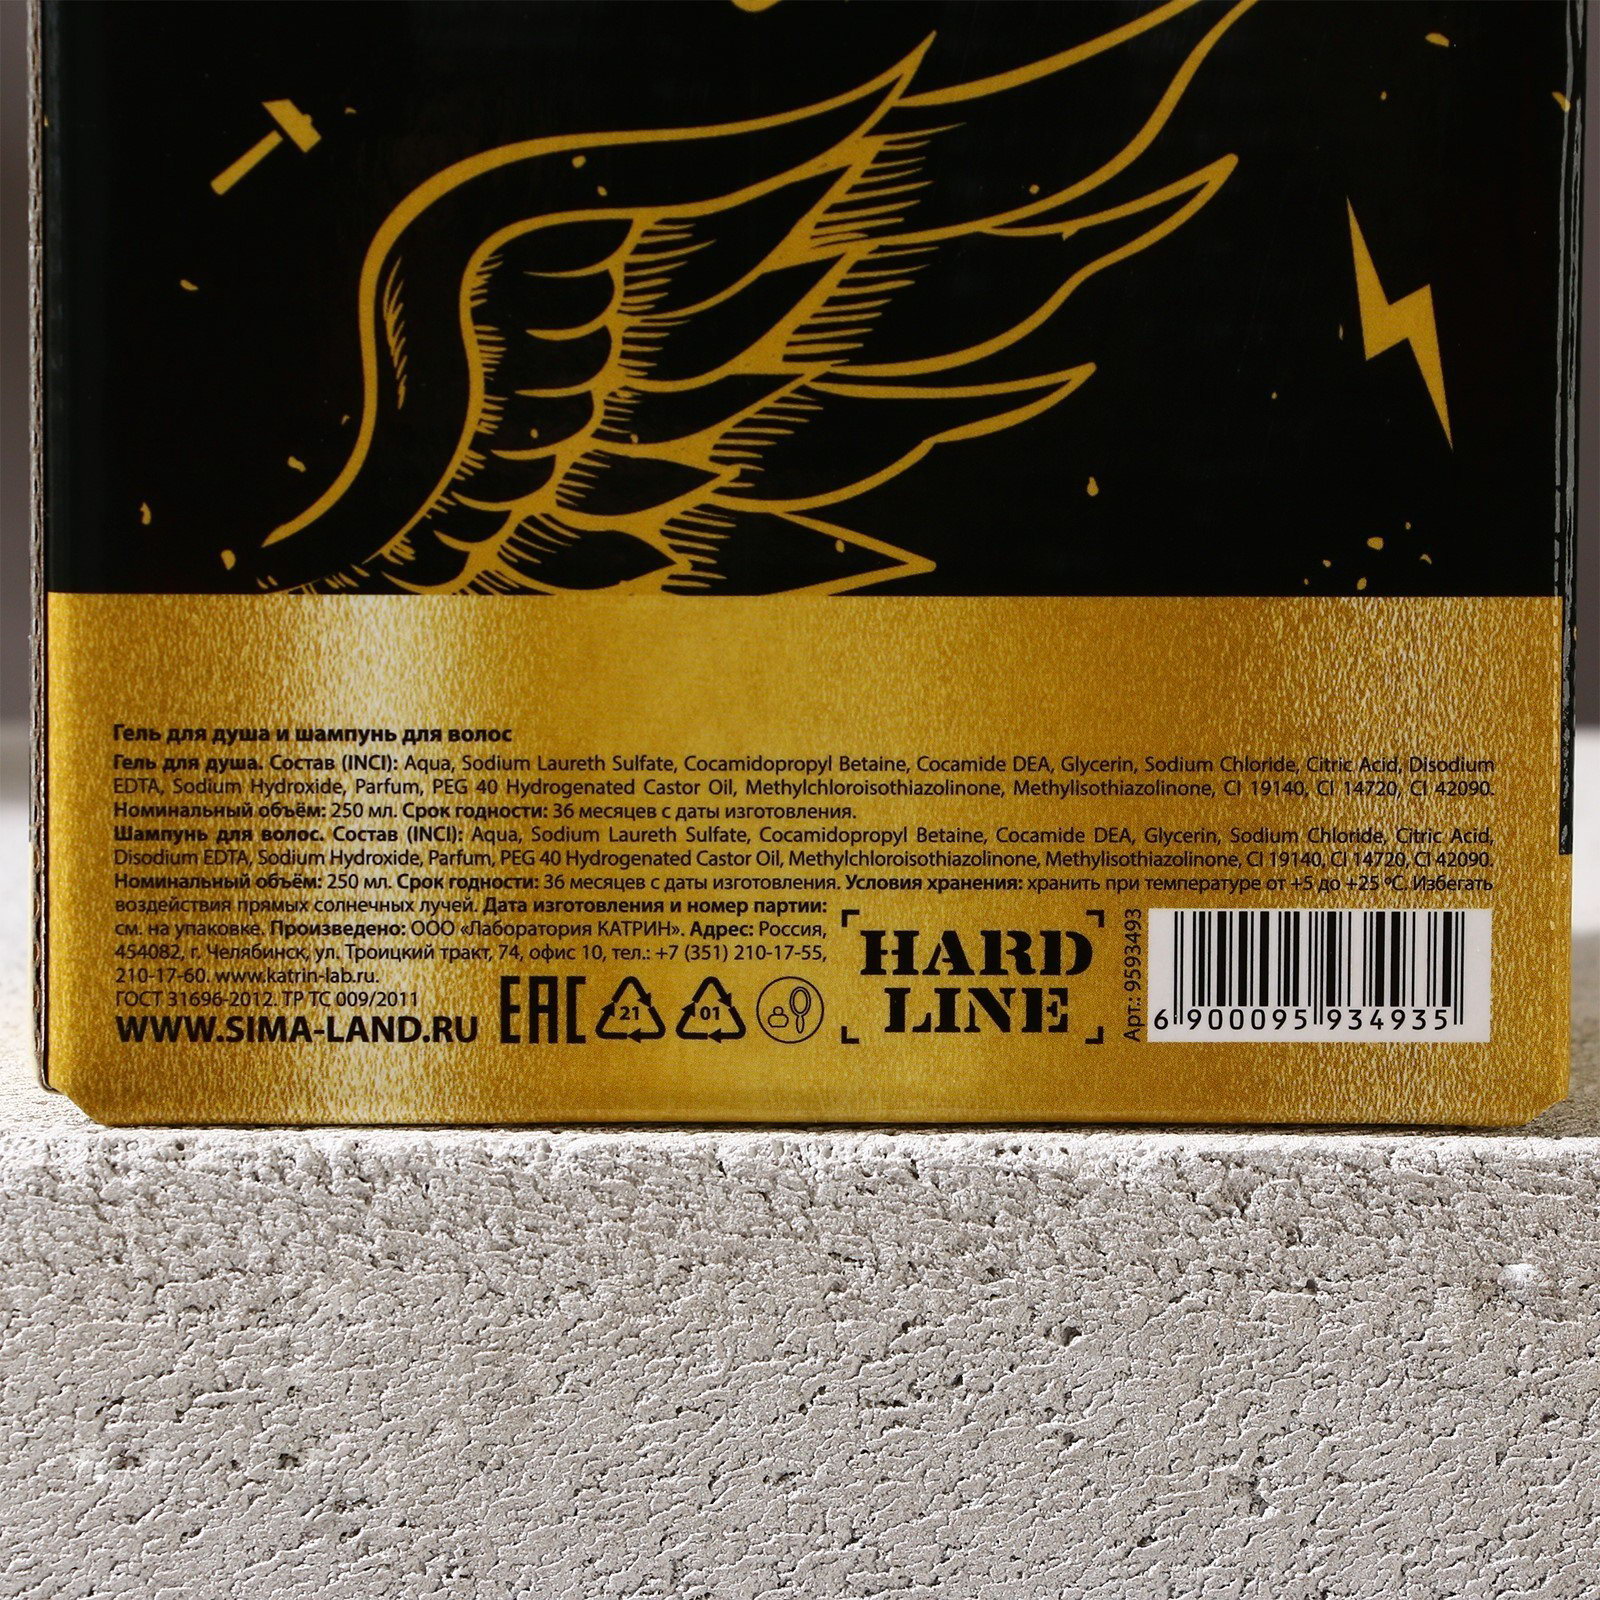 Гель для душа и шампунь для волос
Гель для душа. Состав (INCI): Aqua, Sodium Laureth Sulfate, Cocamidopropyl Betaine, Cocamide DEA, Glycerin, Sodium Chloride, Citric Acid, Disodium
EDTA, Sodium Hydroxide, Parfum, PEG 40 Hydrogenated Castor Oil, Methylchloroisothiazolinone, Methylisothiazolinone, CI 19140, CI 14720, CI 42090.
Номинальный объём: 250 мл. Срок годности: 36 месяцев с даты изготовления.
Шампунь для волос. Состав (INCI): Aqua, Sodium Laureth Sulfate, Cocamidopropyl Betaine, Cocamide DEA, Glycerin, Sodium Chloride, Citric Acid,
Disodium EDTA, Sodium Hydroxide, Parfum, PEG 40 Hydrogenated Castor Oil, Methylchloroisothiazolinone, Methylisothiazolinone, CI 19140, CI 14720, CI 42090.
Номинальный объём: 250 мл. Срок годности: 36 месяцев с даты изготовления. Условия хранения: хранить при температуре от +5 до +25 °С. Избегать
воздействия прямых солнечных лучей. Дата изготовления и номер партии:
см. на упаковке. Произведено: ООО «Лаборатория КАТРИН». Адрес: Россия,
454082, г. Челябинск, ул. Троицкий тракт, 74, офис 10, тел.: +7 (351) 210-17-55,
210-17-60. www.katrin-lab.ru.
ГОСТ 31696-2012. ТР ТС 009/2011
WWW.SIMA-LAND.RU
EAC
21
01
HARD
LINE
Арт.: 9593493
6 900095 934935